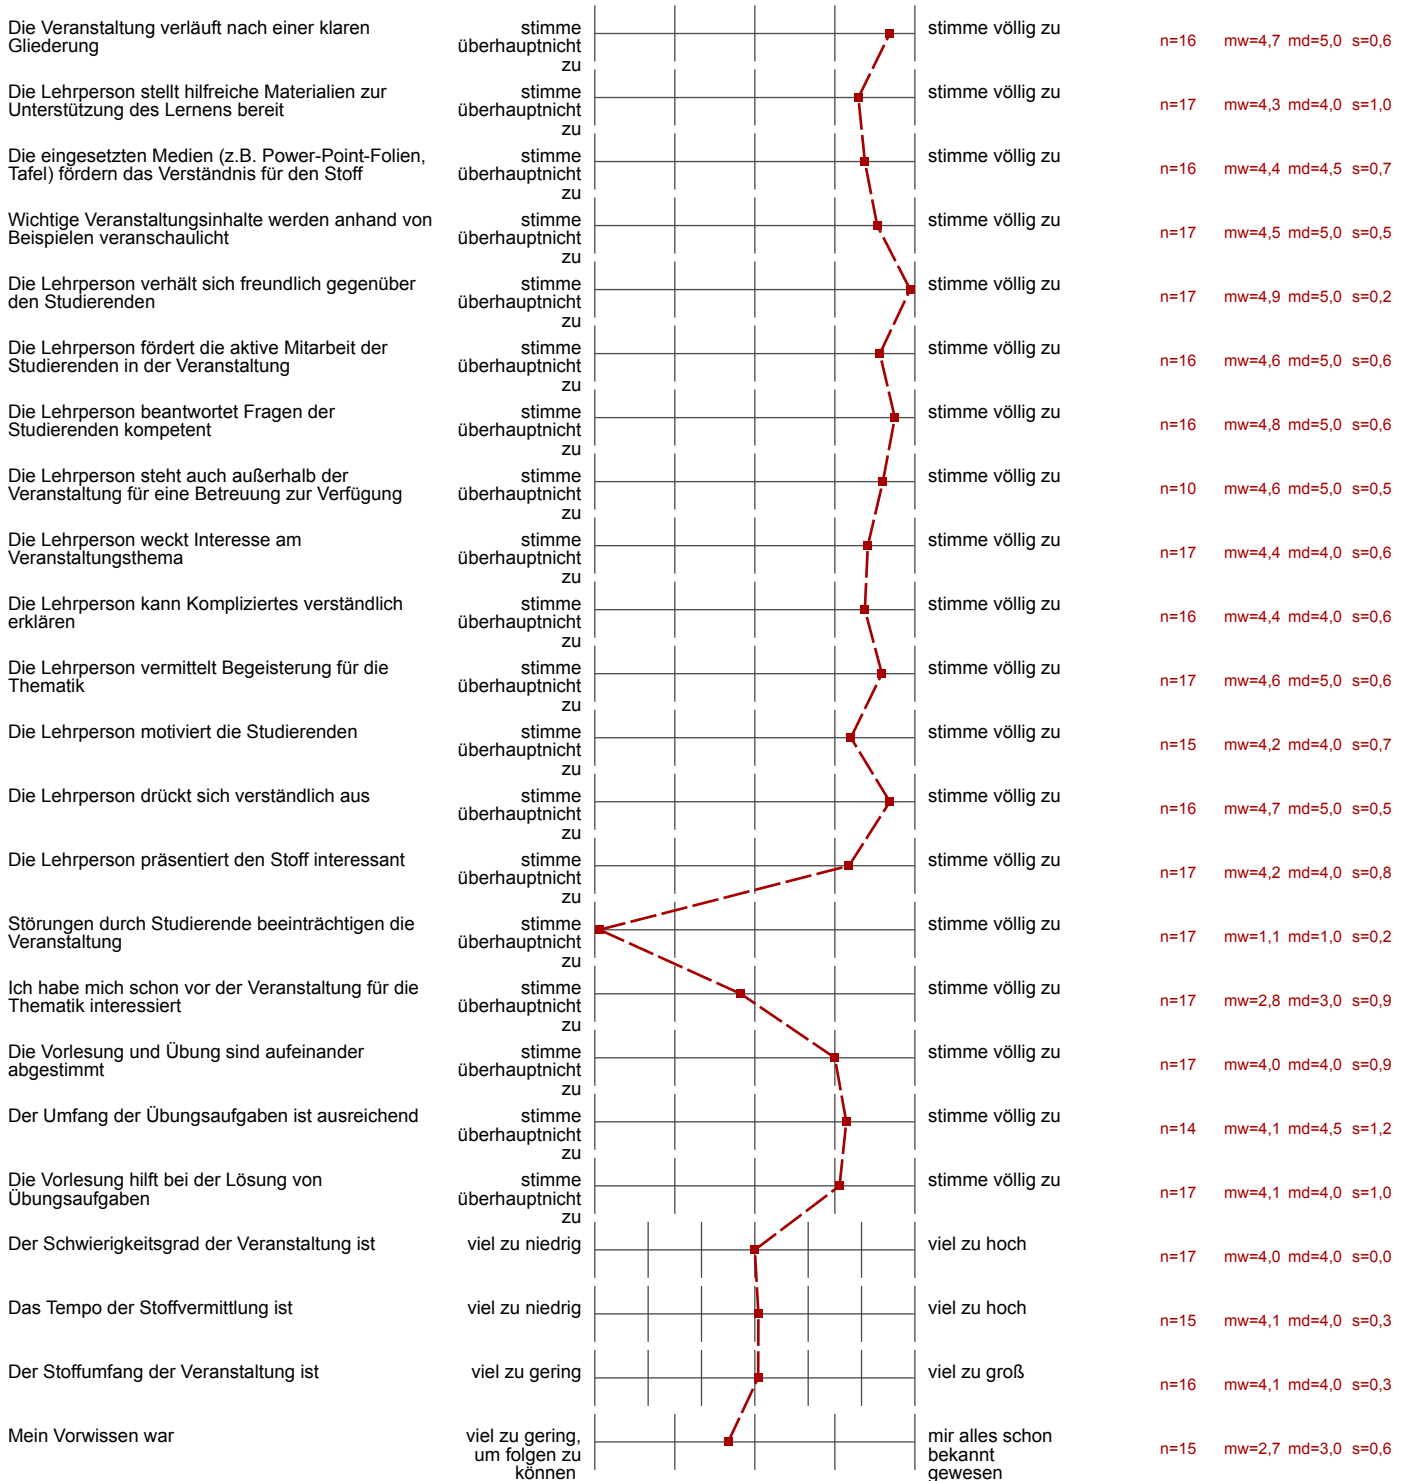 Die Veranstaltung verläuft nach einer klaren
Gliederung
stimme
überhauptnicht
zu
stimme völlig zu
n=16 mw=4,7 md=5,0 s=0,6
Die Lehrperson stellt hilfreiche Materialien zur
Unterstützung des Lernens bereit
stimme
überhauptnicht
zu
stimme völlig zu
n=17 mw=4,3 md=4,0 s=1,0
Die eingesetzten Medien (z.B. Power-Point-Folien,
Tafel) fördern das Verständnis für den Stoff
stimme
überhauptnicht
zu
stimme völlig zu
n=16 mw=4,4 md=4,5 s=0,7
Wichtige Veranstaltungsinhalte werden anhand von
Beispielen veranschaulicht
stimme
überhauptnicht
zu
stimme völlig zu
n=17 mw=4,5 md=5,0 s=0,5
Die Lehrperson verhält sich freundlich gegenüber
den Studierenden
stimme
überhauptnicht
zu
stimme völlig zu
n=17 mw=4,9 md=5,0 s=0,2
Die Lehrperson fördert die aktive Mitarbeit der
Studierenden in der Veranstaltung
stimme
überhauptnicht
zu
stimme völlig zu
n=16 mw=4,6 md=5,0 s=0,6
Die Lehrperson beantwortet Fragen der
Studierenden kompetent
stimme
überhauptnicht
zu
stimme völlig zu
n=16 mw=4,8 md=5,0 s=0,6
Die Lehrperson steht auch außerhalb der
Veranstaltung für eine Betreuung zur Verfügung
stimme
überhauptnicht
zu
stimme völlig zu
n=10 mw=4,6 md=5,0 s=0,5
Die Lehrperson weckt Interesse am
Veranstaltungsthema
stimme
überhauptnicht
zu
stimme völlig zu
n=17 mw=4,4 md=4,0 s=0,6
Die Lehrperson kann Kompliziertes verständlich
erklären
stimme
überhauptnicht
zu
stimme völlig zu
n=16 mw=4,4 md=4,0 s=0,6
Die Lehrperson vermittelt Begeisterung für die
Thematik
stimme
überhauptnicht
zu
stimme völlig zu
n=17 mw=4,6 md=5,0 s=0,6
Die Lehrperson motiviert die Studierenden
stimme
überhauptnicht
zu
stimme völlig zu
n=15 mw=4,2 md=4,0 s=0,7
Die Lehrperson drückt sich verständlich aus
stimme
überhauptnicht
zu
stimme völlig zu
n=16 mw=4,7 md=5,0 s=0,5
Die Lehrperson präsentiert den Stoff interessant
stimme
überhauptnicht
zu
stimme völlig zu
n=17 mw=4,2 md=4,0 s=0,8
Störungen durch Studierende beeinträchtigen die
Veranstaltung
stimme
überhauptnicht
zu
stimme völlig zu
n=17 mw=1,1 md=1,0 s=0,2
Ich habe mich schon vor der Veranstaltung für die
Thematik interessiert
stimme
überhauptnicht
zu
stimme völlig zu
n=17 mw=2,8 md=3,0 s=0,9
Die Vorlesung und Übung sind aufeinander
abgestimmt
stimme
überhauptnicht
zu
stimme völlig zu
n=17 mw=4,0 md=4,0 s=0,9
Der Umfang der Übungsaufgaben ist ausreichend
stimme
überhauptnicht
zu
stimme völlig zu
n=14 mw=4,1 md=4,5 s=1,2
Die Vorlesung hilft bei der Lösung von
Übungsaufgaben
stimme
überhauptnicht
zu
stimme völlig zu
n=17 mw=4,1 md=4,0 s=1,0
Der Schwierigkeitsgrad der Veranstaltung ist
viel zu niedrig
viel zu hoch
n=17 mw=4,0 md=4,0 s=0,0
Das Tempo der Stoffvermittlung ist
viel zu niedrig
viel zu hoch
n=15 mw=4,1 md=4,0 s=0,3
Der Stoffumfang der Veranstaltung ist
viel zu gering
viel zu groß
n=16 mw=4,1 md=4,0 s=0,3
Mein Vorwissen war
viel zu gering,
um folgen zu
können
mir alles schon
bekannt
gewesen
n=15 mw=2,7 md=3,0 s=0,6